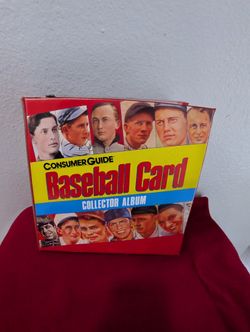 CONSUMER GUIDE
Baseball Card
COLLECTOR ALBUM